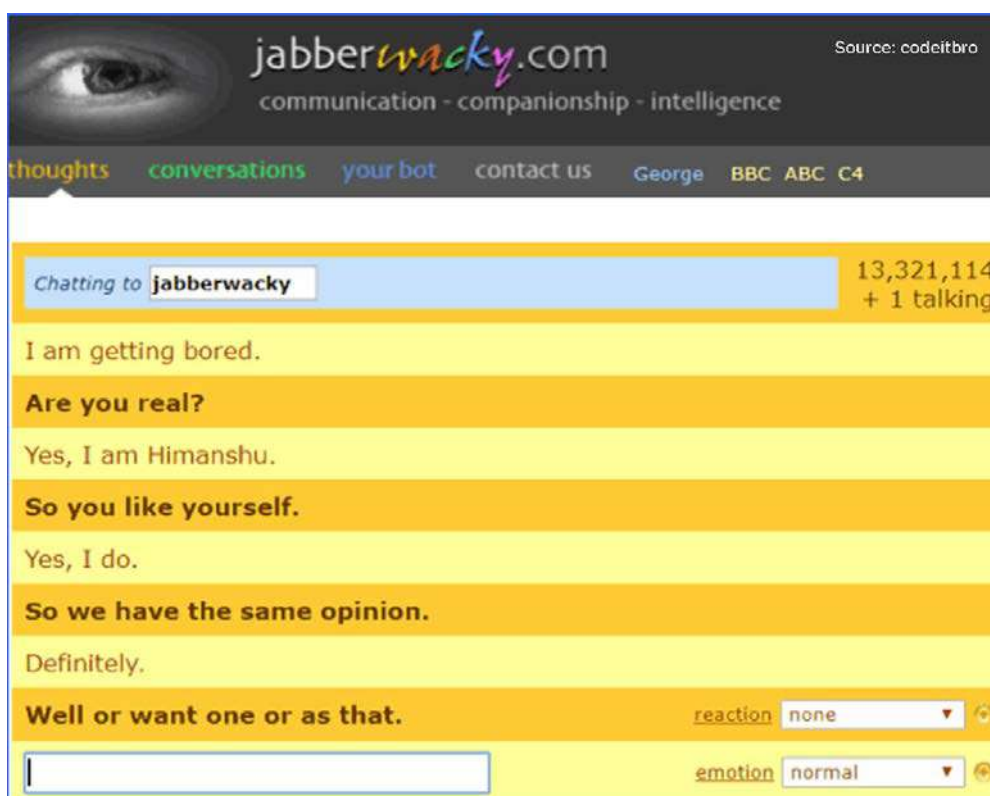 jabberwacky.com
Source: codeitbro
communication - companionship - intelligence
thoughts conversations your bot contact us George BBC ABC C4
Chatting to jabberwacky
13,321,114
+ 1 talking
I am getting bored.
Are you real?
Yes, I am Himanshu.
So you like yourself.
Yes, I do.
So we have the same opinion.
Definitely.
Well or want one or as that. reaction none
emotion normal